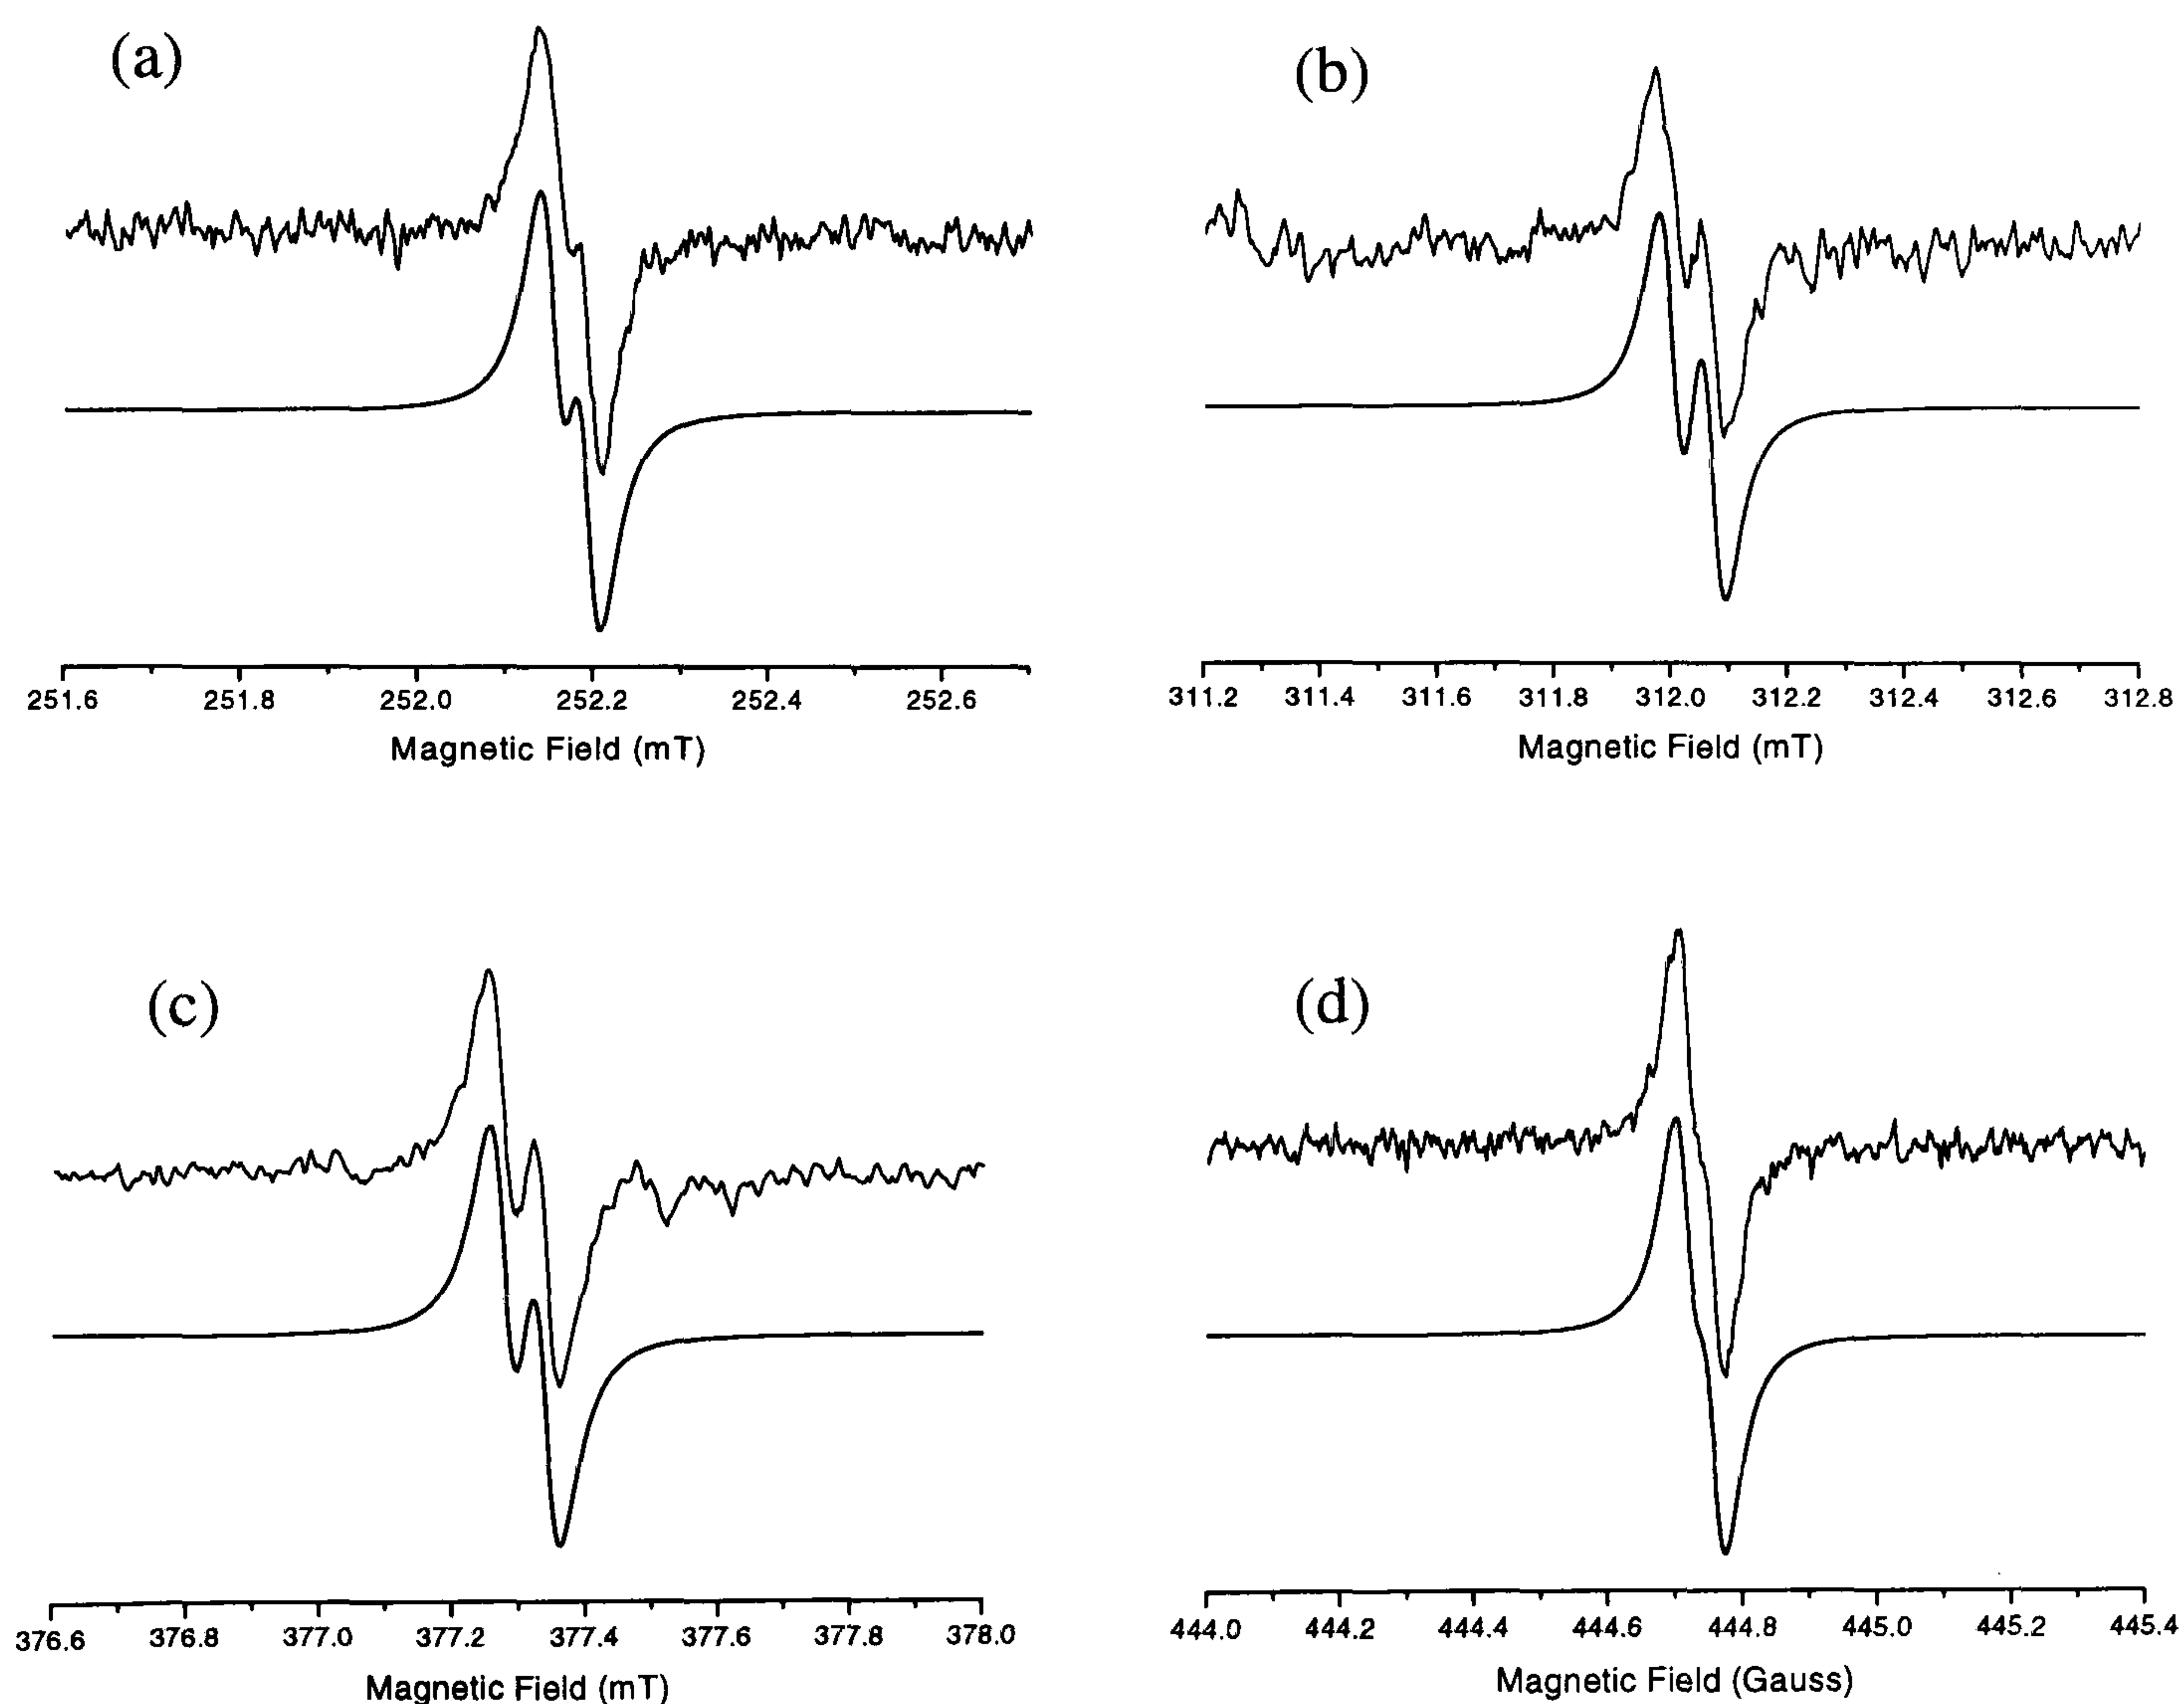 (a)
(b)
251.6 251.8 252.0 252.2 252.4 252.6
Magnetic Field (mT)
311.2 311.4 311.6 311.8 312.0 312.2 312.4 312.6 312.8
Magnetic Field (mT)
(c)
(d)
376.6 376.8 377.0 377.2 377.4 377.6 377.8 378.0
Magnetic Field (mT)
444.0 444.2 444.4 444.6 444.8 445.0 445.2 445.4
Magnetic Field (Gauss)